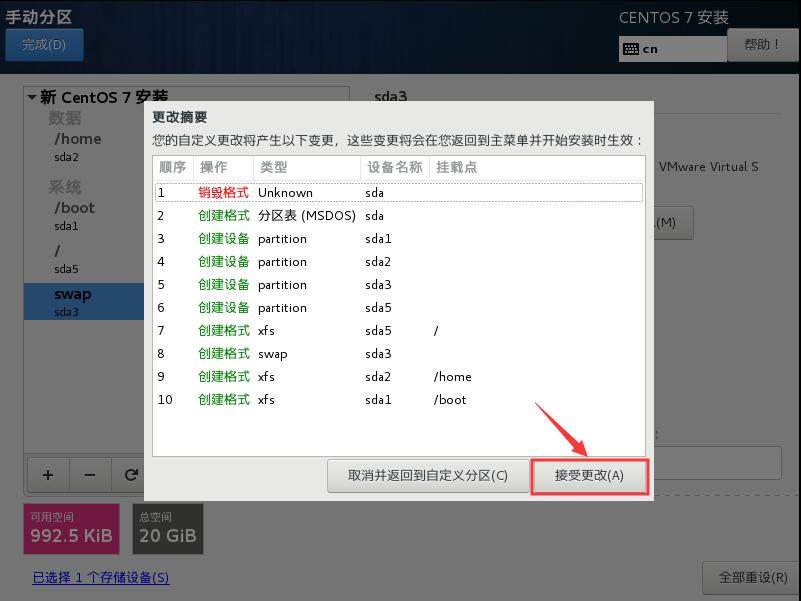 手动分区
CENTOS 7 安装
完成(D)
cn
帮助！
新 CentOS 7 安装
sda3
数据
/home
sda2
系统
/boot
sda1
/
sda5
swap
sda3
VMware Virtual S
(M)
更改摘要
您的自定义更改将产生以下变更，这些变更将会在您返回到主菜单并开始安装时生效：
顺序 操作 类型 设备名称 挂载点
1 销毁格式 Unknown sda
2 创建格式 分区表 (MSDOS) sda
3 创建设备 partition sda1
4 创建设备 partition sda2
5 创建设备 partition sda3
6 创建设备 partition sda5
7 创建格式 xfs sda5 /
8 创建格式 swap sda3
9 创建格式 xfs sda2 /home
10 创建格式 xfs sda1 /boot
取消并返回到自定义分区(C)
接受更改(A)
+ − 
可用空间
992.5 KiB
总空间
20 GiB
已选择 1 个存储设备(S)
全部重设(R)